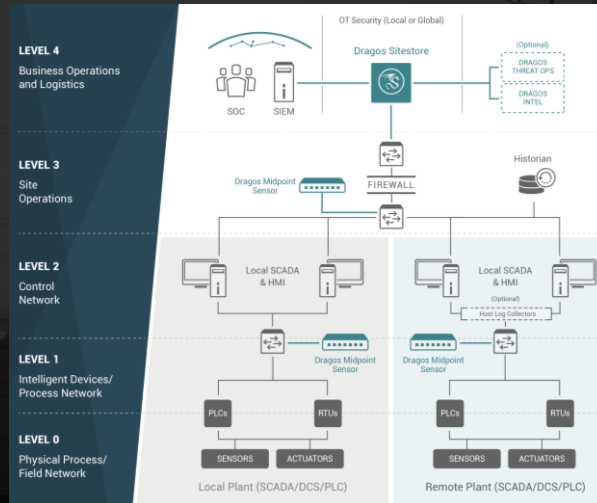 OT Security (Local or Global)
LEVEL 4
Business Operations
and Logistics
Dragos Sitestore
SOC
SIEM
(Optional)
DRAGOS
THREAT OPS
DRAGOS
INTEL
LEVEL 3
Site
Operations
Dragos Midpoint
Sensor
FIREWALL
Historian
LEVEL 2
Control
Network
Local SCADA
& HMI
Local SCADA
& HMI
(Optional)
Host Log Collectors
LEVEL 1
Intelligent Devices/
Process Network
Dragos Midpoint
Sensor
Dragos Midpoint
Sensor
PLCs
RTUs
PLCs
RTUs
LEVEL 0
Physical Process/
Field Network
SENSORS
ACTUATORS
SENSORS
ACTUATORS
Local Plant (SCADA/DCS/PLC)
Remote Plant (SCADA/DCS/PLC)